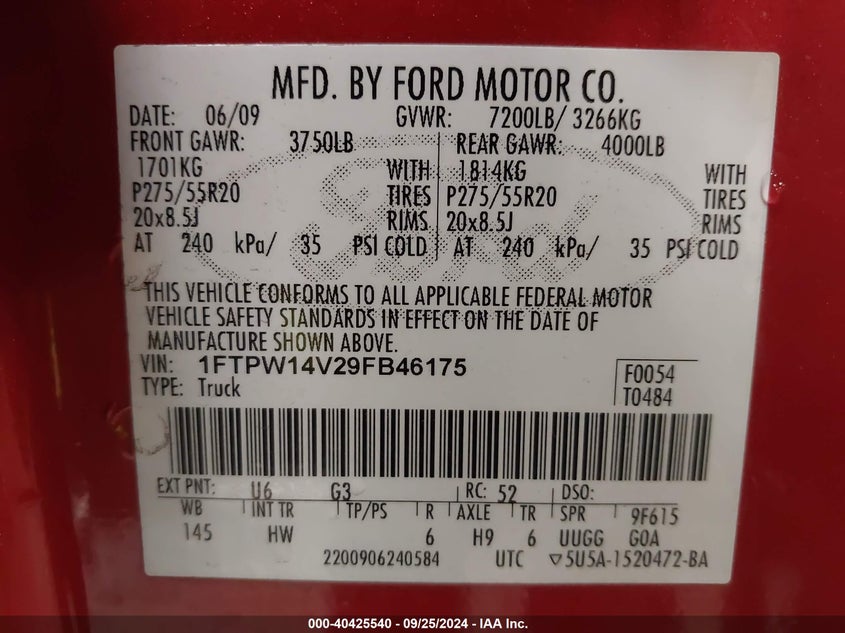 MFD. BY FORD MOTOR CO.
DATE: 06/09 GVWR: 7200LB/ 3266KG
FRONT GAWR: 3750LB REAR GAWR: 4000LB
1701KG WITH 1814KG WITH
P275/55R20 TIRES P275/55R20 TIRES
20x8.5J RIMS 20x8.5J RIMS
AT 240 kPa/ 35 PSI COLD AT 240 kPa/ 35 PSI COLD
Ford
THIS VEHICLE CONFORMS TO ALL APPLICABLE FEDERAL MOTOR
VEHICLE SAFETY STANDARDS IN EFFECT ON THE DATE OF
MANUFACTURE SHOWN ABOVE.
VIN: 1FTPW14V29FB46175
TYPE: Truck
F0054
T0484
EXT PNT: U6 G3 RC: 52 DSO:
WB INT TR TP/PS R AXLE TR SPR 9F615
145 HW 6 H9 6 UUGG GOA
2200906240584 UTC ▽5U5A-1520472-BA
000-40425540 - 09/25/2024 - IAA Inc.